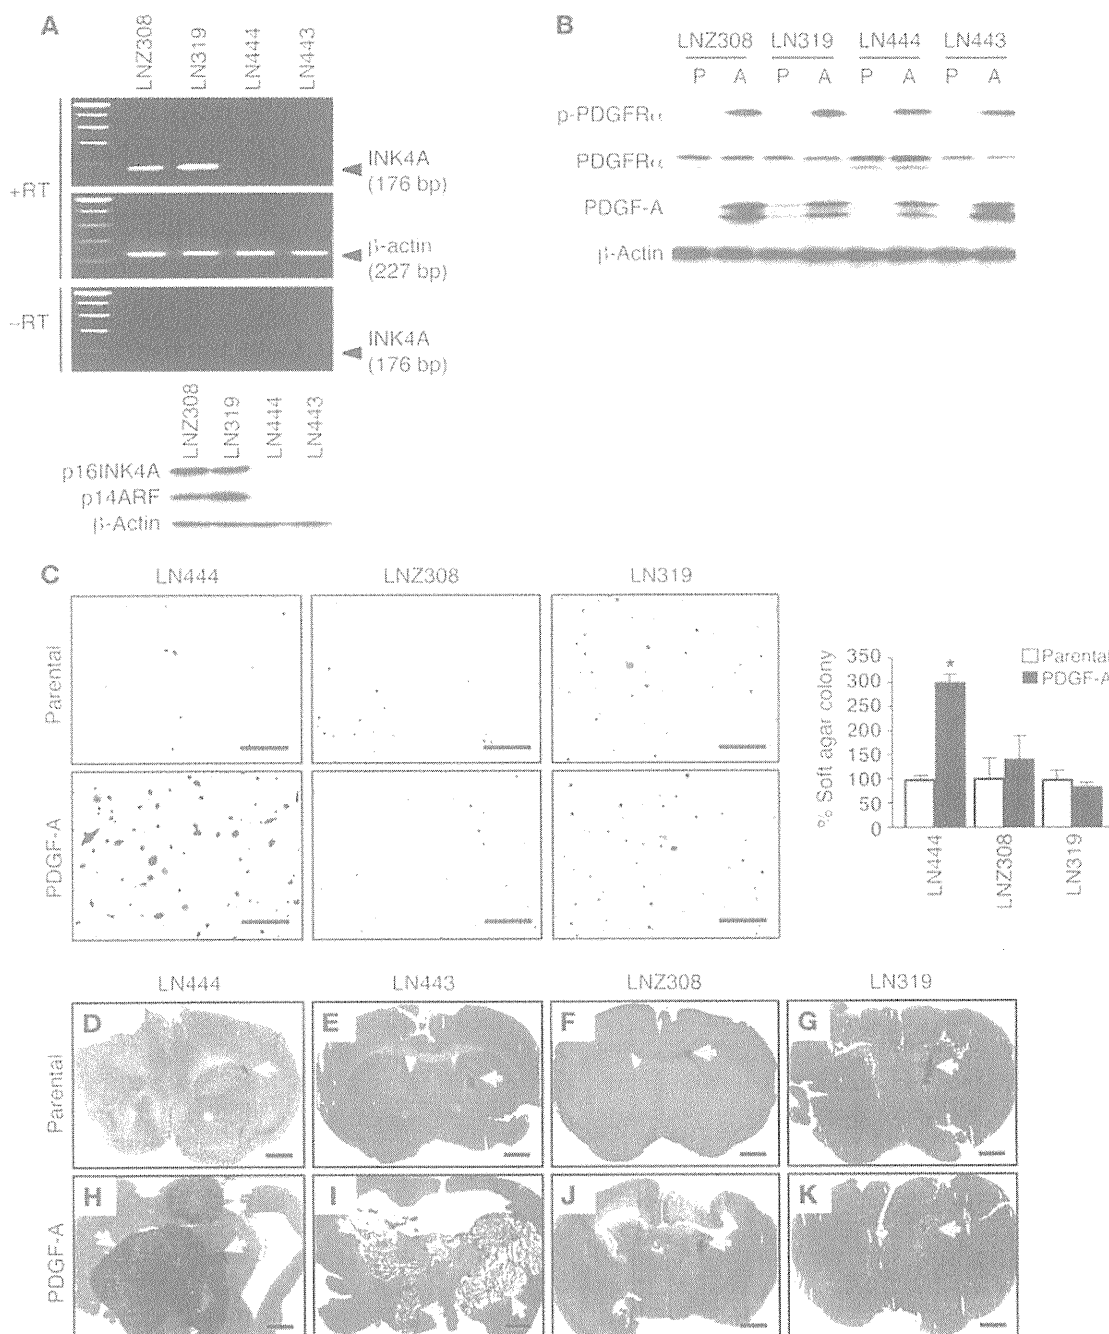 A
LNZ308
LN319
LN444
LN443
+RT
INK4A
(176 bp)
β-actin
(227 bp)
−RT
INK4A
(176 bp)
LNZ308
LN319
LN444
LN443
p16INK4A
p14ARF
β-Actin
B
LNZ308 LN319 LN444 LN443
P A P A P A P A
p-PDGFRα
PDGFRα
PDGF-A
β-Actin
C
LN444 LNZ308 LN319
Parental
PDGF-A
% Soft agar colony
350
300
250
200
150
100
50
0
*
Parental
PDGF-A
LN444
LNZ308
LN319
LN444 LN443 LNZ308 LN319
Parental
D E F G
PDGF-A
H I J K